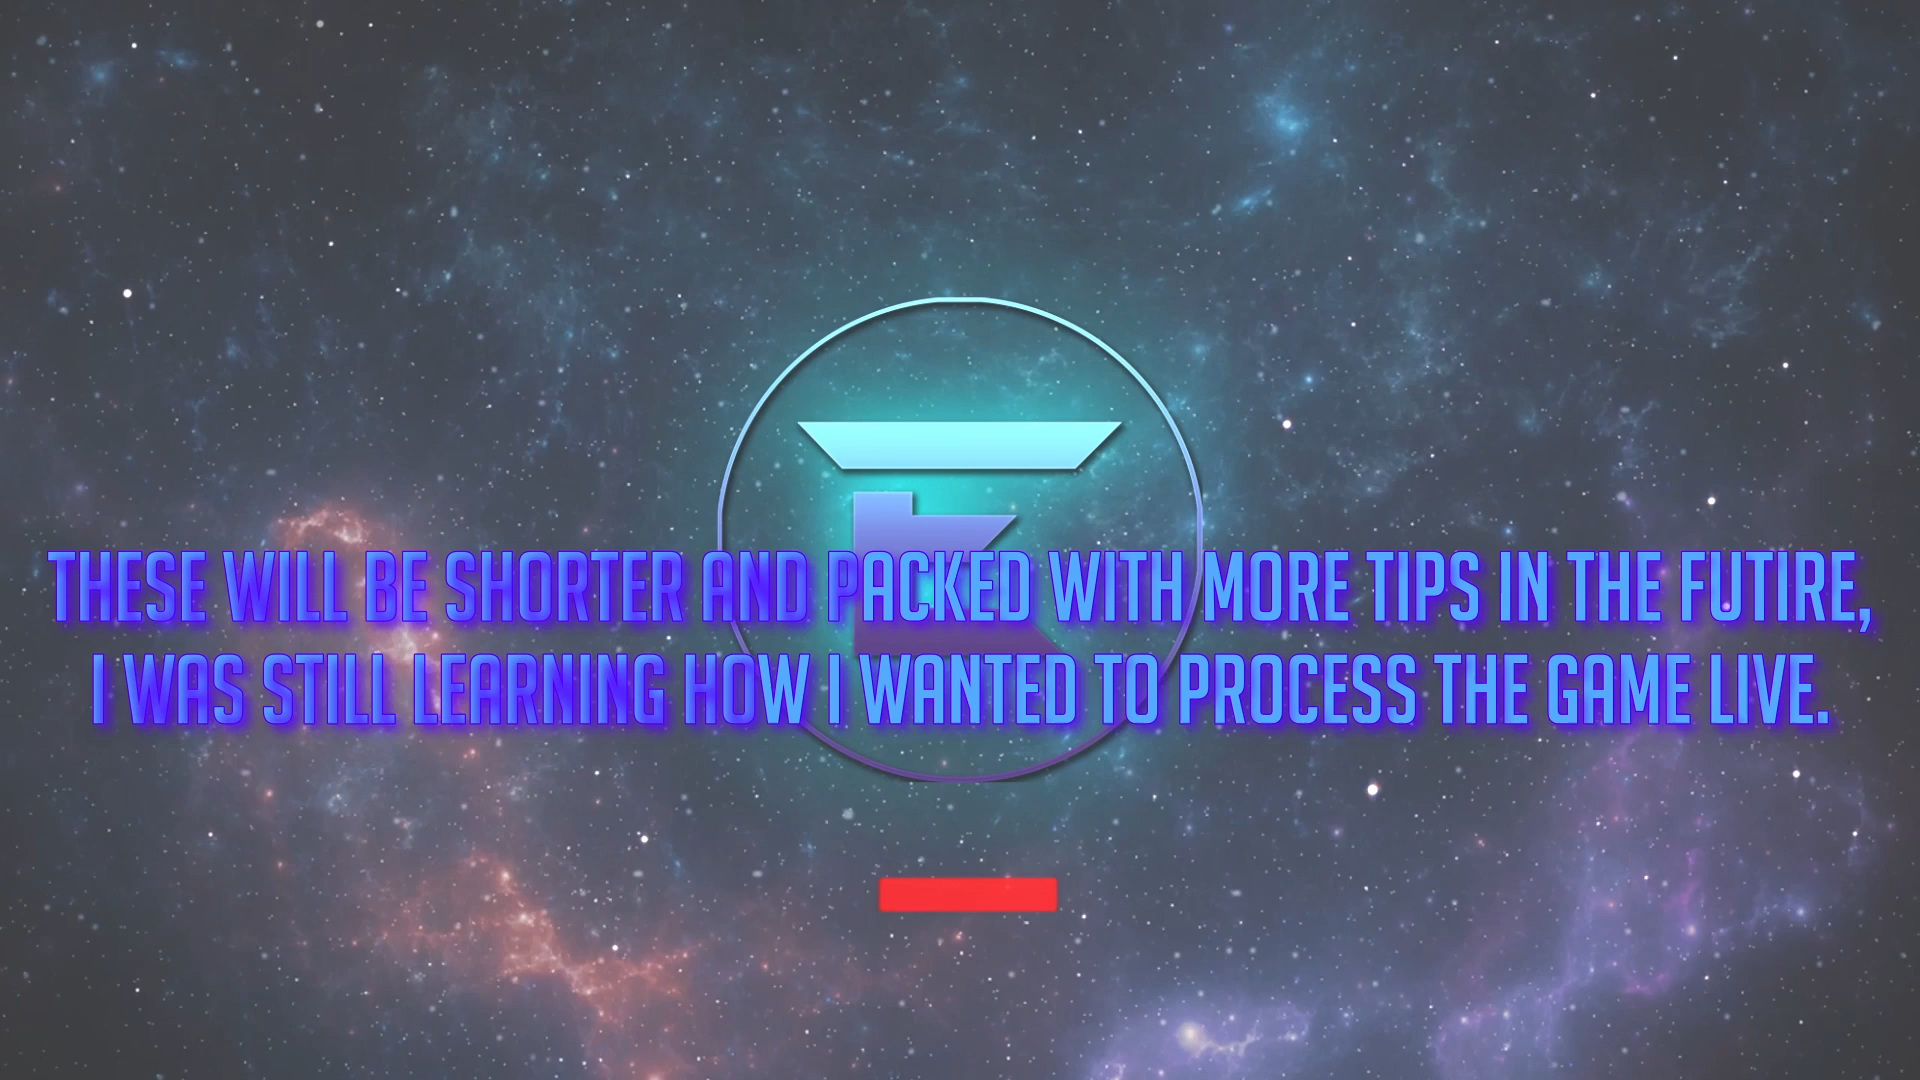 THESE WILL BE SHORTER AND PACKED WITH MORE TIPS IN THE FUTIRE,
I WAS STILL LEARNING HOW I WANTED TO PROCESS THE GAME LIVE.